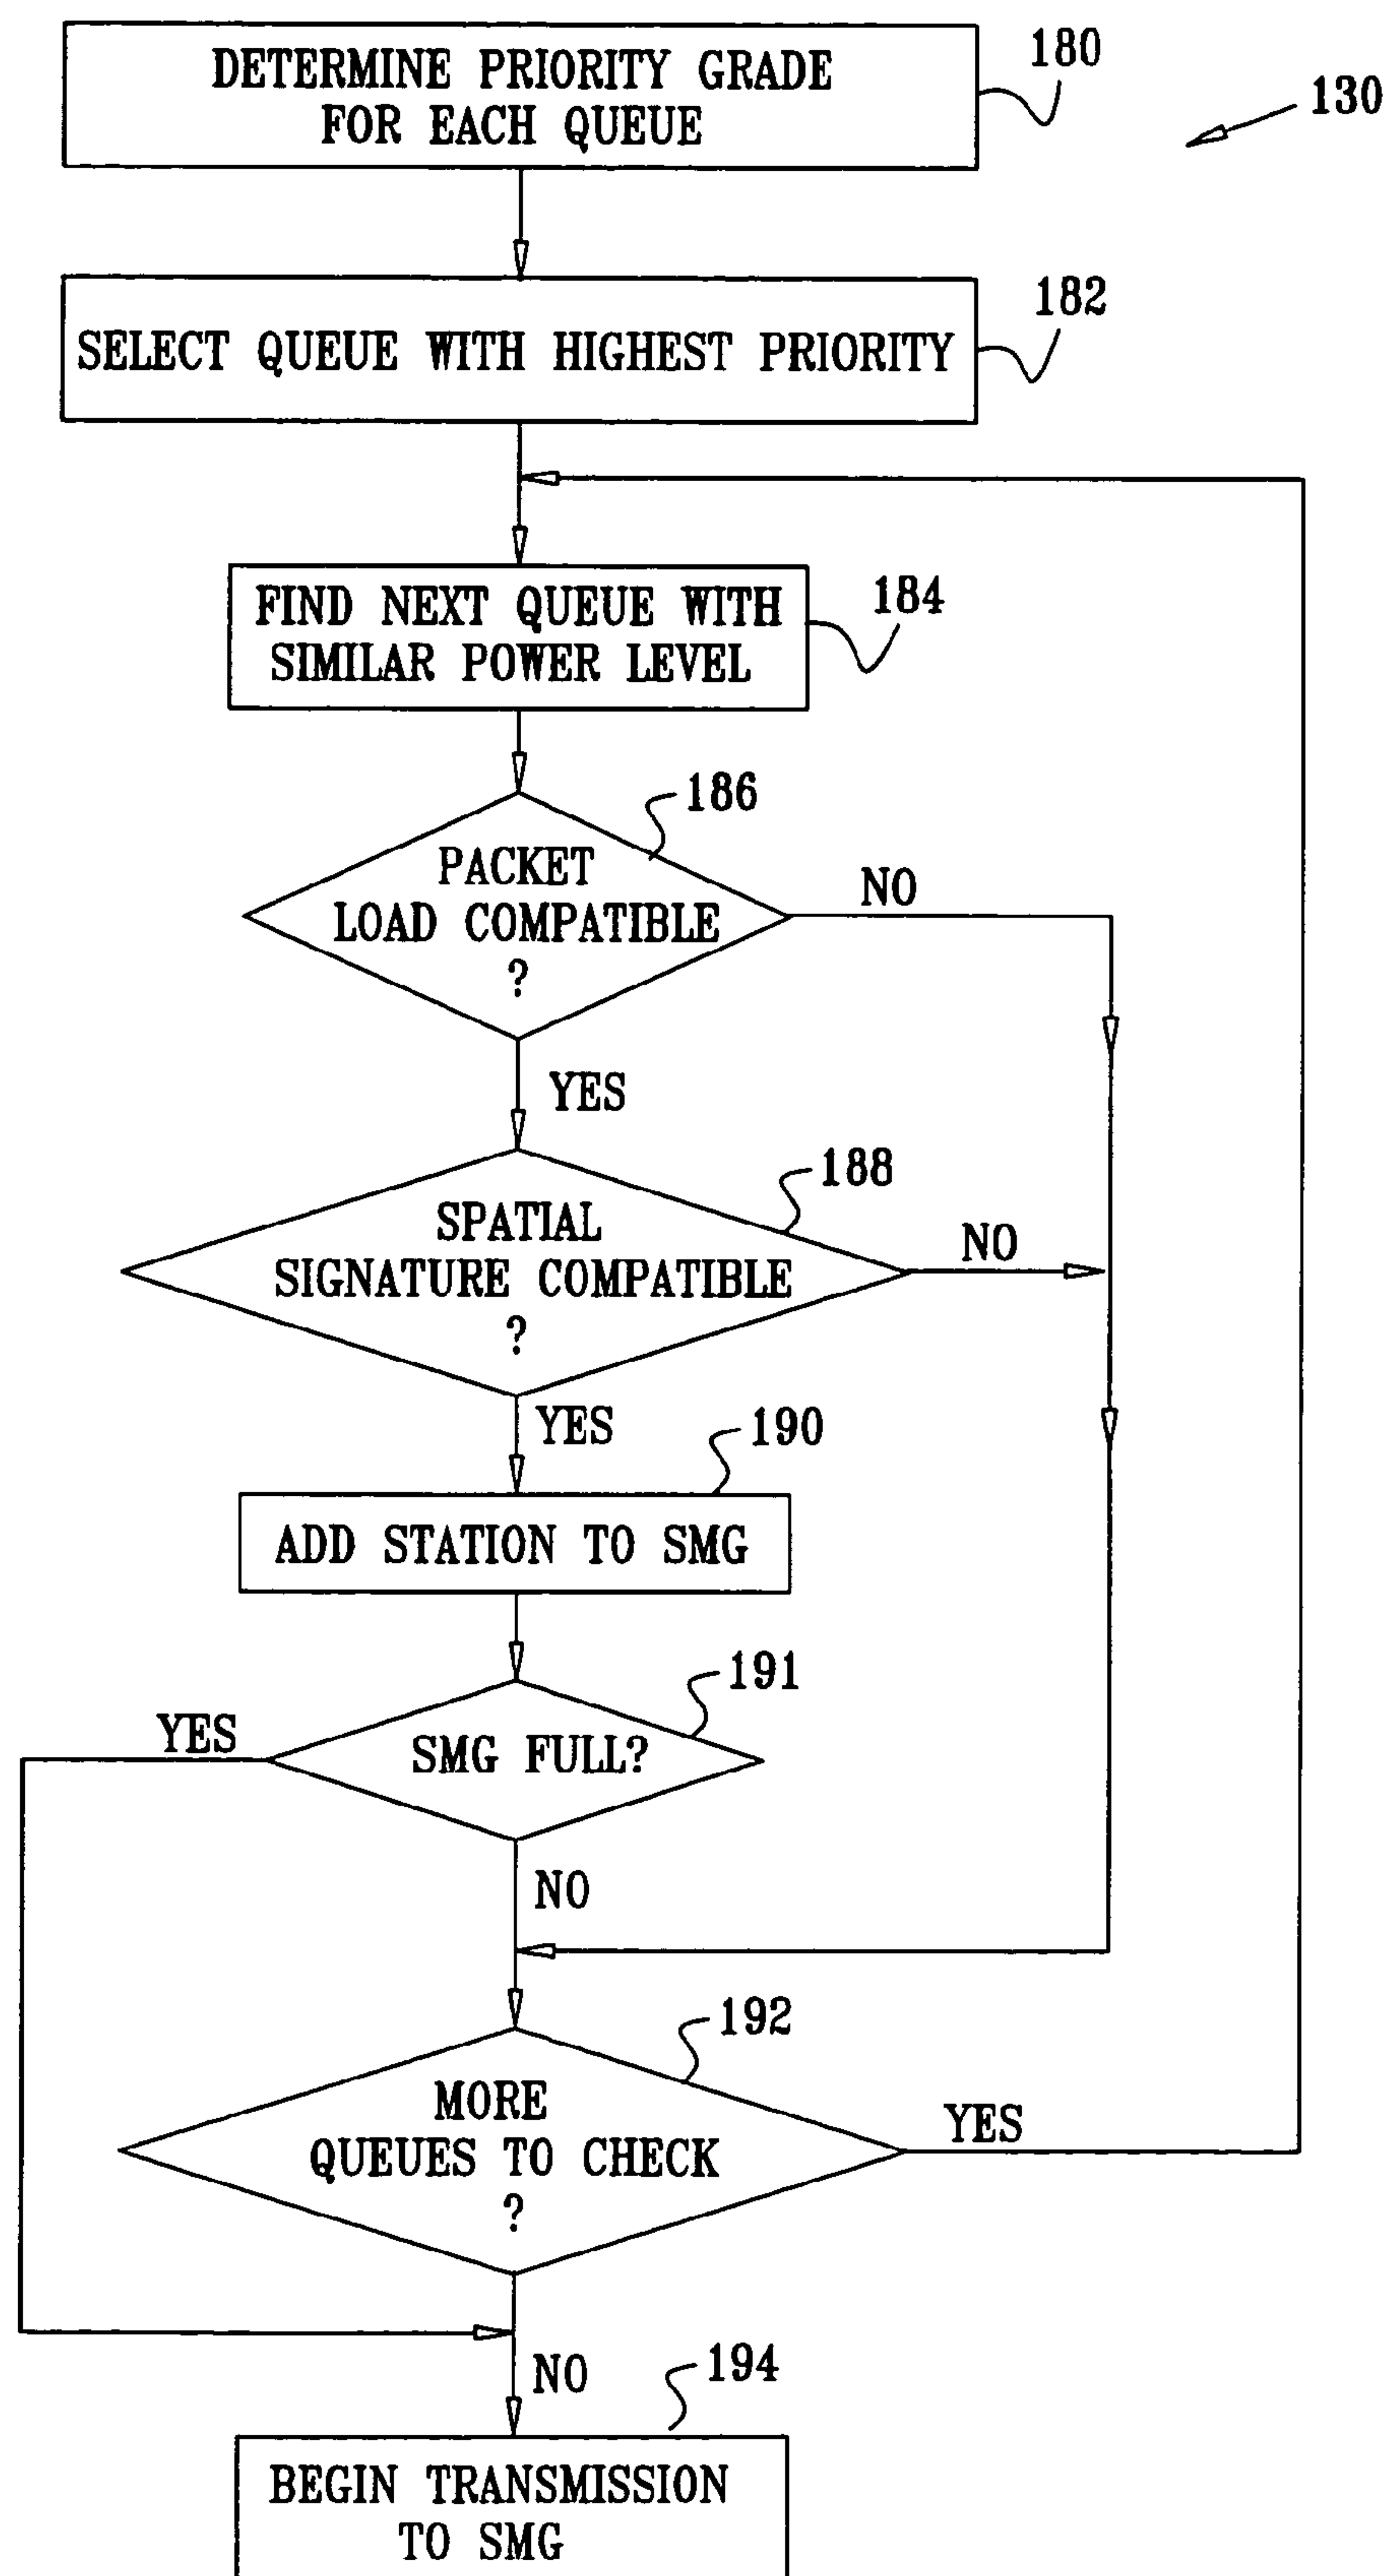 DETERMINE PRIORITY GRADE
FOR EACH QUEUE
180
130
SELECT QUEUE WITH HIGHEST PRIORITY
182
FIND NEXT QUEUE WITH
SIMILAR POWER LEVEL
184
186
PACKET
LOAD COMPATIBLE
?
NO
YES
188
SPATIAL
SIGNATURE COMPATIBLE
?
NO
YES
190
ADD STATION TO SMG
191
SMG FULL?
YES
NO
192
MORE
QUEUES TO CHECK
?
YES
NO
194
BEGIN TRANSMISSION
TO SMG